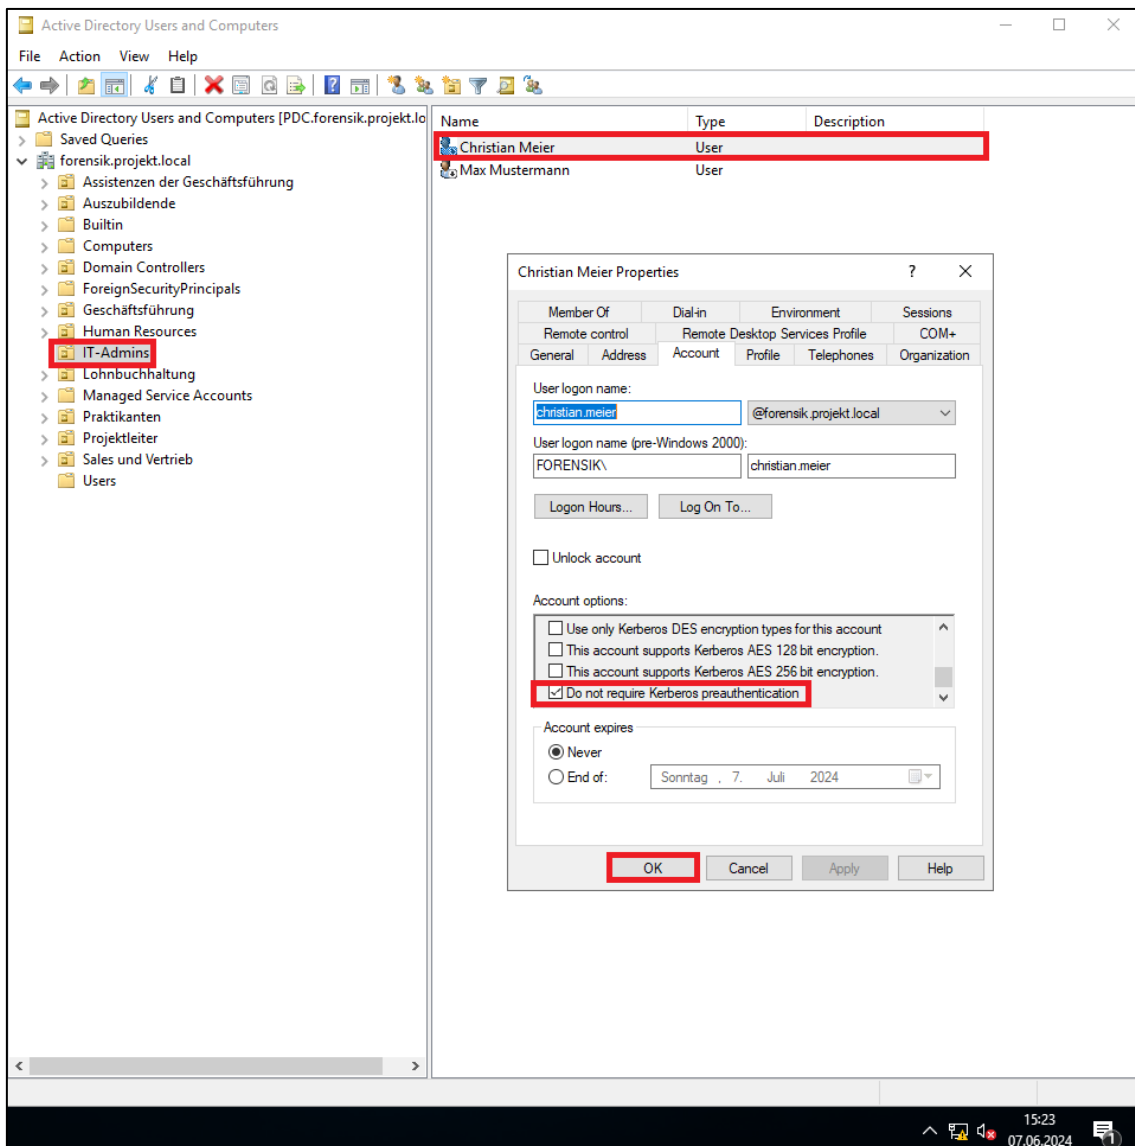 Active Directory Users and Computers
File Action View Help
Active Directory Users and Computers [PDC.forensik.projekt.lo
Saved Queries
forensik.projekt.local
Assistenzen der Geschäftsführung
Auszubildende
Builtin
Computers
Domain Controllers
ForeignSecurityPrincipals
Geschäftsführung
Human Resources
IT-Admins
Lohnbuchhaltung
Managed Service Accounts
Praktikanten
Projektleiter
Sales und Vertrieb
Users
Name Type Description
Christian Meier User
Max Mustermann User
Christian Meier Properties ?
Member Of Dial-in Environment Sessions
Remote control Remote Desktop Services Profile COM+
General Address Account Profile Telephones Organization
User logon name:
christian.meier @forensik.projekt.local
User logon name (pre-Windows 2000):
FORENSIK\ christian.meier
Logon Hours... Log On To...
Unlock account
Account options:
Use only Kerberos DES encryption types for this account
This account supports Kerberos AES 128 bit encryption.
This account supports Kerberos AES 256 bit encryption.
Do not require Kerberos preauthentication
Account expires
Never
End of: Sonntag , 7. Juli 2024
OK Cancel Apply Help
15:23
07.06.2024
1